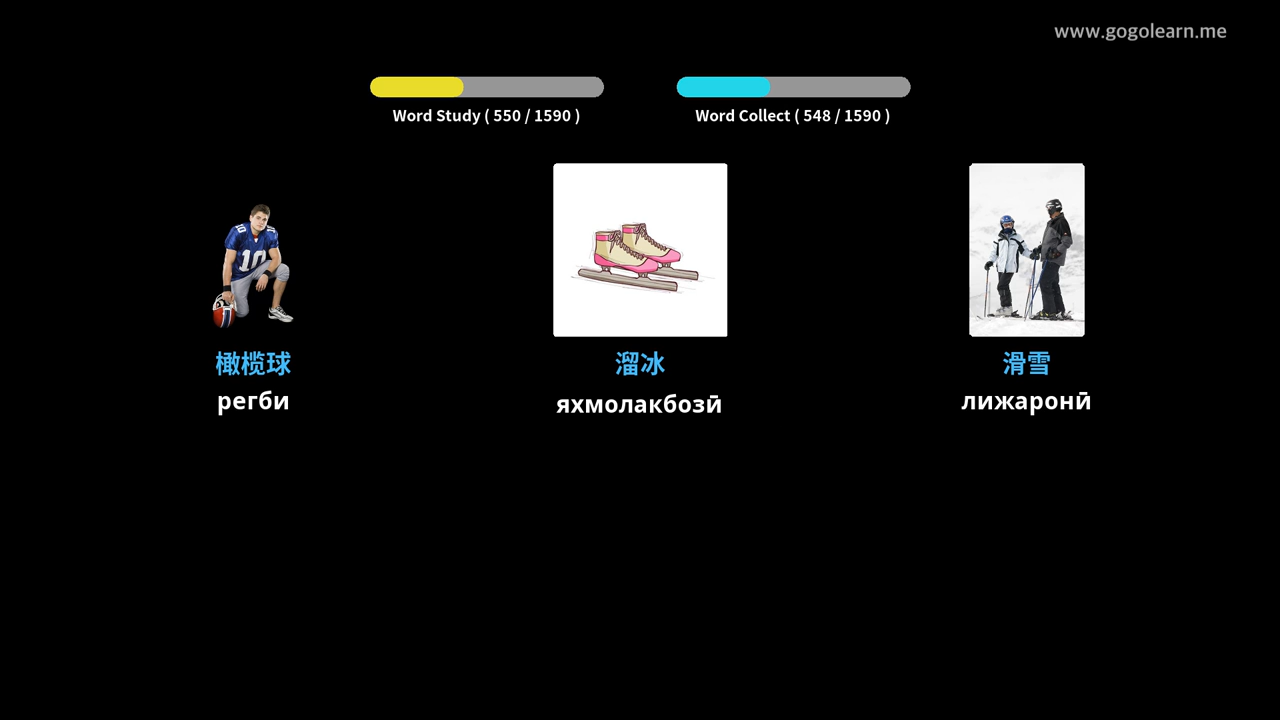 www.gogolearn.me
Word Study ( 550 / 1590 )
Word Collect ( 548 / 1590 )
橄榄球
溜冰
滑雪
регби
яхмолакбозӣ
лижаронӣ